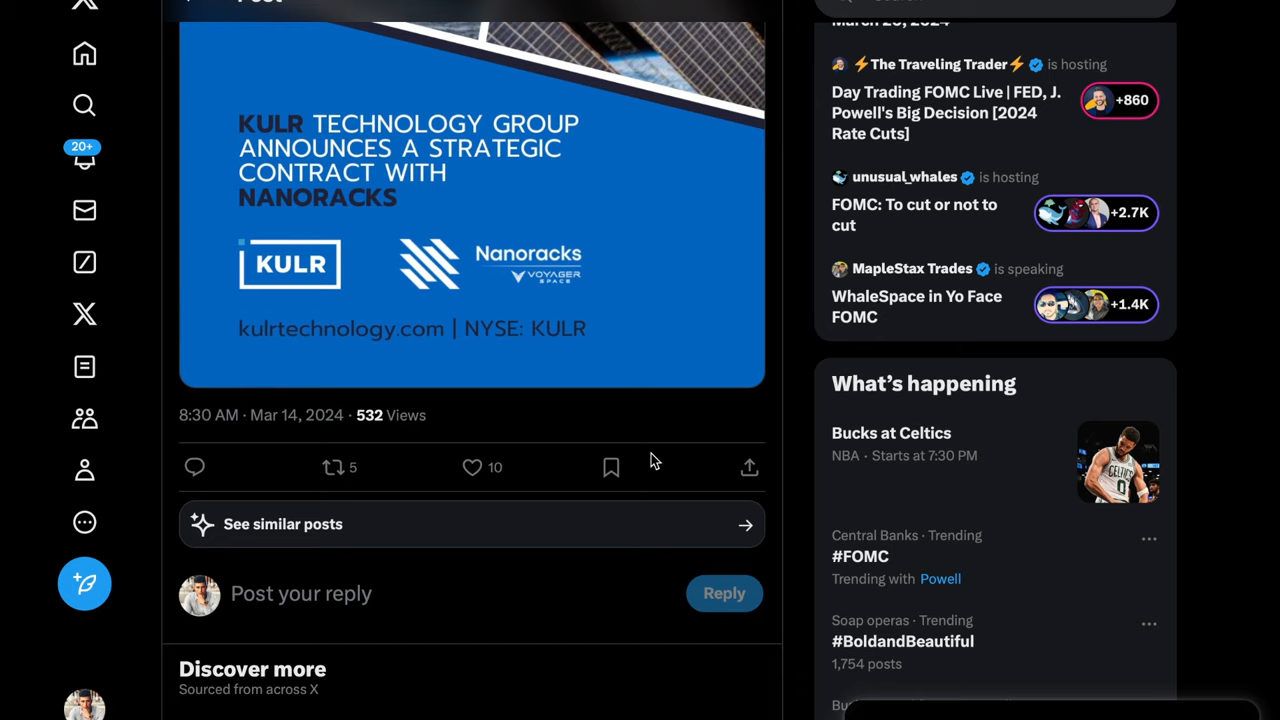 20+
KULR TECHNOLOGY GROUP
ANNOUNCES A STRATEGIC
CONTRACT WITH
NANORACKS
KULR
Nanoracks
VOYAGER
SPACE
kulrtechnology.com | NYSE: KULR
8:30 AM · Mar 14, 2024 · 532 Views
5
10
See similar posts
Post your reply
Reply
Discover more
Sourced from across X
⚡The Traveling Trader⚡ is hosting
Day Trading FOMC Live | FED, J.
Powell's Big Decision [2024
Rate Cuts]
+860
unusual_whales is hosting
FOMC: To cut or not to
cut
+2.7K
MapleStax Trades is speaking
WhaleSpace in Yo Face
FOMC
+1.4K
What's happening
Bucks at Celtics
NBA · Starts at 7:30 PM
Central Banks · Trending
#FOMC
Trending with Powell
Soap operas · Trending
#BoldandBeautiful
1,754 posts